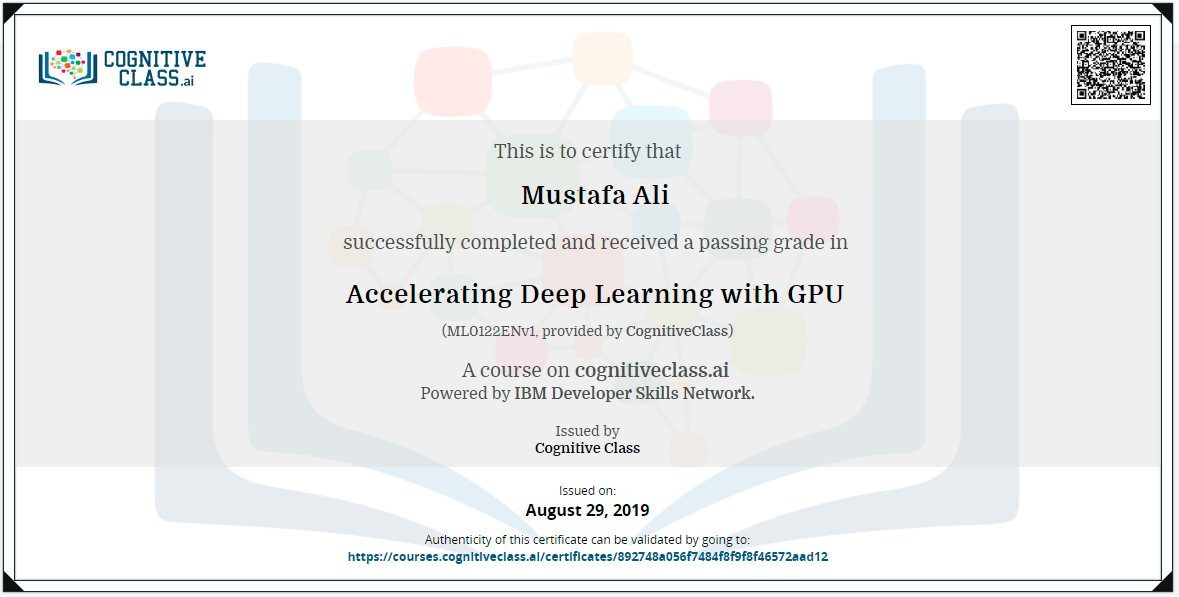 COGNITIVE
CLASS.ai
This is to certify that
Mustafa Ali
successfully completed and received a passing grade in
Accelerating Deep Learning with GPU
(ML0122ENv1, provided by CognitiveClass)
A course on cognitiveclass.ai
Powered by IBM Developer Skills Network.
Issued by
Cognitive Class
Issued on:
August 29, 2019
Authenticity of this certificate can be validated by going to:
https://courses.cognitiveclass.ai/certificates/892748a056f7484f8f9f8f46572aad12